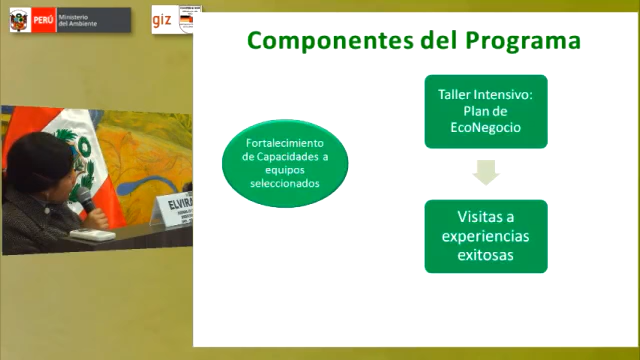 PERÚ
Ministerio
del Ambiente
giz
Componentes del Programa
Fortalecimiento
de Capacidades a
equipos
seleccionados
Taller Intensivo:
Plan de
EcoNegocio
Visitas a
experiencias
exitosas
ELVIRA